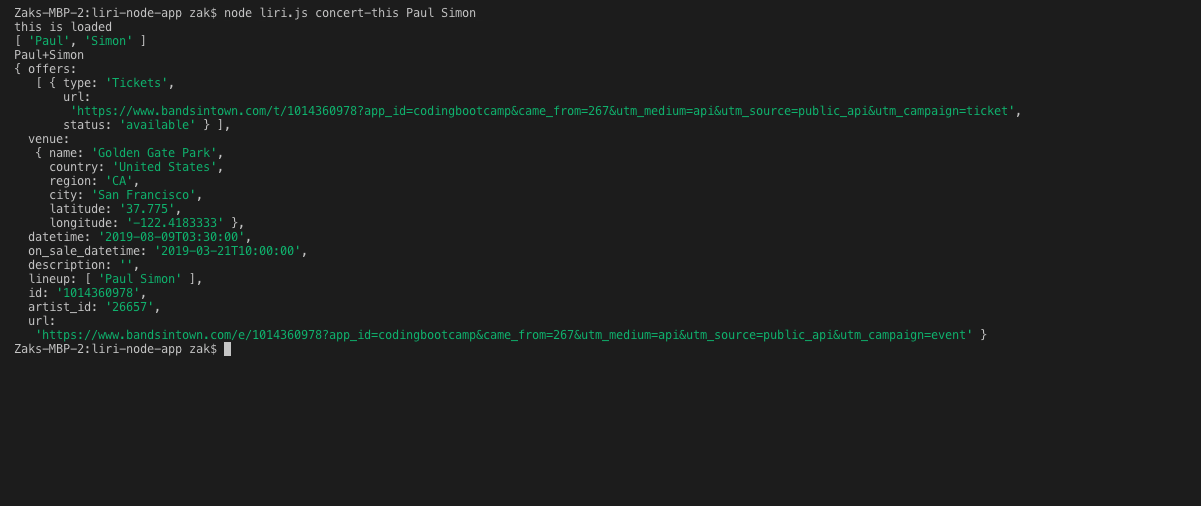 Zaks-MBP-2:liri-node-app zak$ node liri.js concert-this Paul Simon
this is loaded
[ 'Paul', 'Simon' ]
Paul+Simon
{ offers:
   [ { type: 'Tickets',
       url:
        'https://www.bandsintown.com/t/1014360978?app_id=codingbootcamp&came_from=267&utm_medium=api&utm_source=public_api&utm_campaign=ticket',
       status: 'available' } ],
  venue:
   { name: 'Golden Gate Park',
     country: 'United States',
     region: 'CA',
     city: 'San Francisco',
     latitude: '37.775',
     longitude: '-122.4183333' },
  datetime: '2019-08-09T03:30:00',
  on_sale_datetime: '2019-03-21T10:00:00',
  description: '',
  lineup: [ 'Paul Simon' ],
  id: '1014360978',
  artist_id: '26657',
  url:
   'https://www.bandsintown.com/e/1014360978?app_id=codingbootcamp&came_from=267&utm_medium=api&utm_source=public_api&utm_campaign=event' }
Zaks-MBP-2:liri-node-app zak$